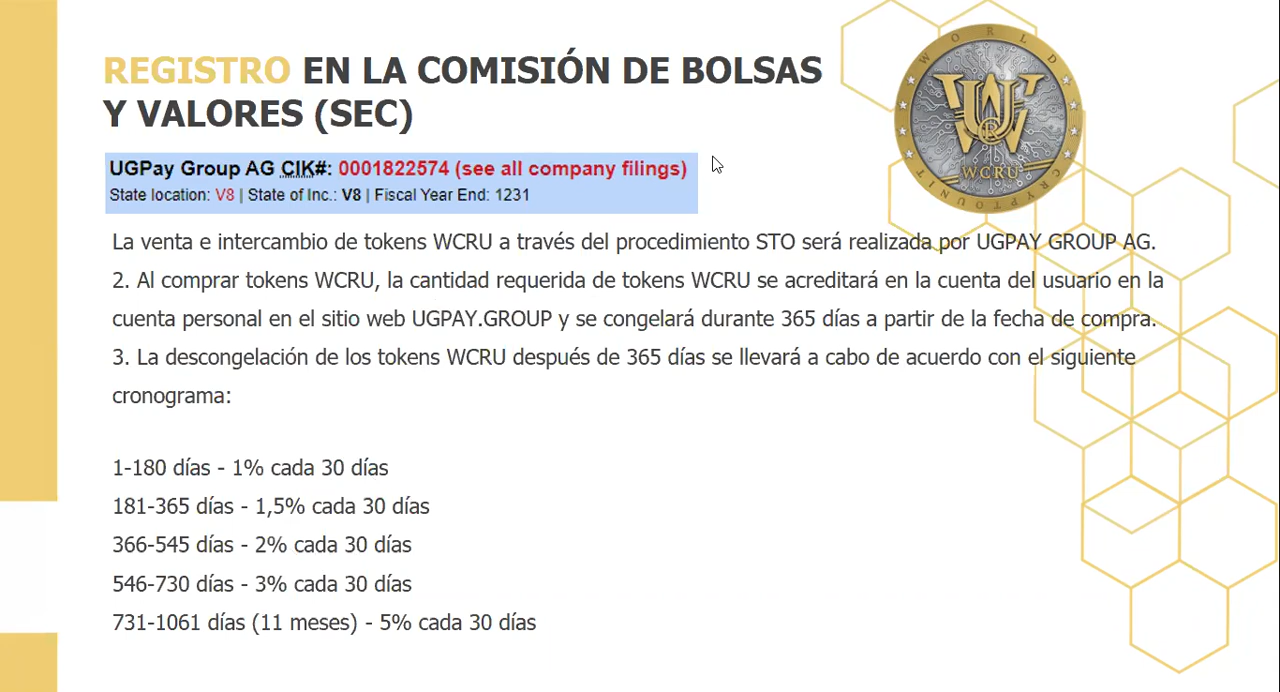 REGISTRO EN LA COMISIÓN DE BOLSAS
Y VALORES (SEC)
WORLD CRYPTOUNIT
WCRU
UGPay Group AG CIK#: 0001822574 (see all company filings)
State location: V8 | State of Inc.: V8 | Fiscal Year End: 1231
La venta e intercambio de tokens WCRU a través del procedimiento STO será realizada por UGPAY GROUP AG.
2. Al comprar tokens WCRU, la cantidad requerida de tokens WCRU se acreditará en la cuenta del usuario en la
cuenta personal en el sitio web UGPAY.GROUP y se congelará durante 365 días a partir de la fecha de compra.
3. La descongelación de los tokens WCRU después de 365 días se llevará a cabo de acuerdo con el siguiente
cronograma:
1-180 días - 1% cada 30 días
181-365 días - 1,5% cada 30 días
366-545 días - 2% cada 30 días
546-730 días - 3% cada 30 días
731-1061 días (11 meses) - 5% cada 30 días